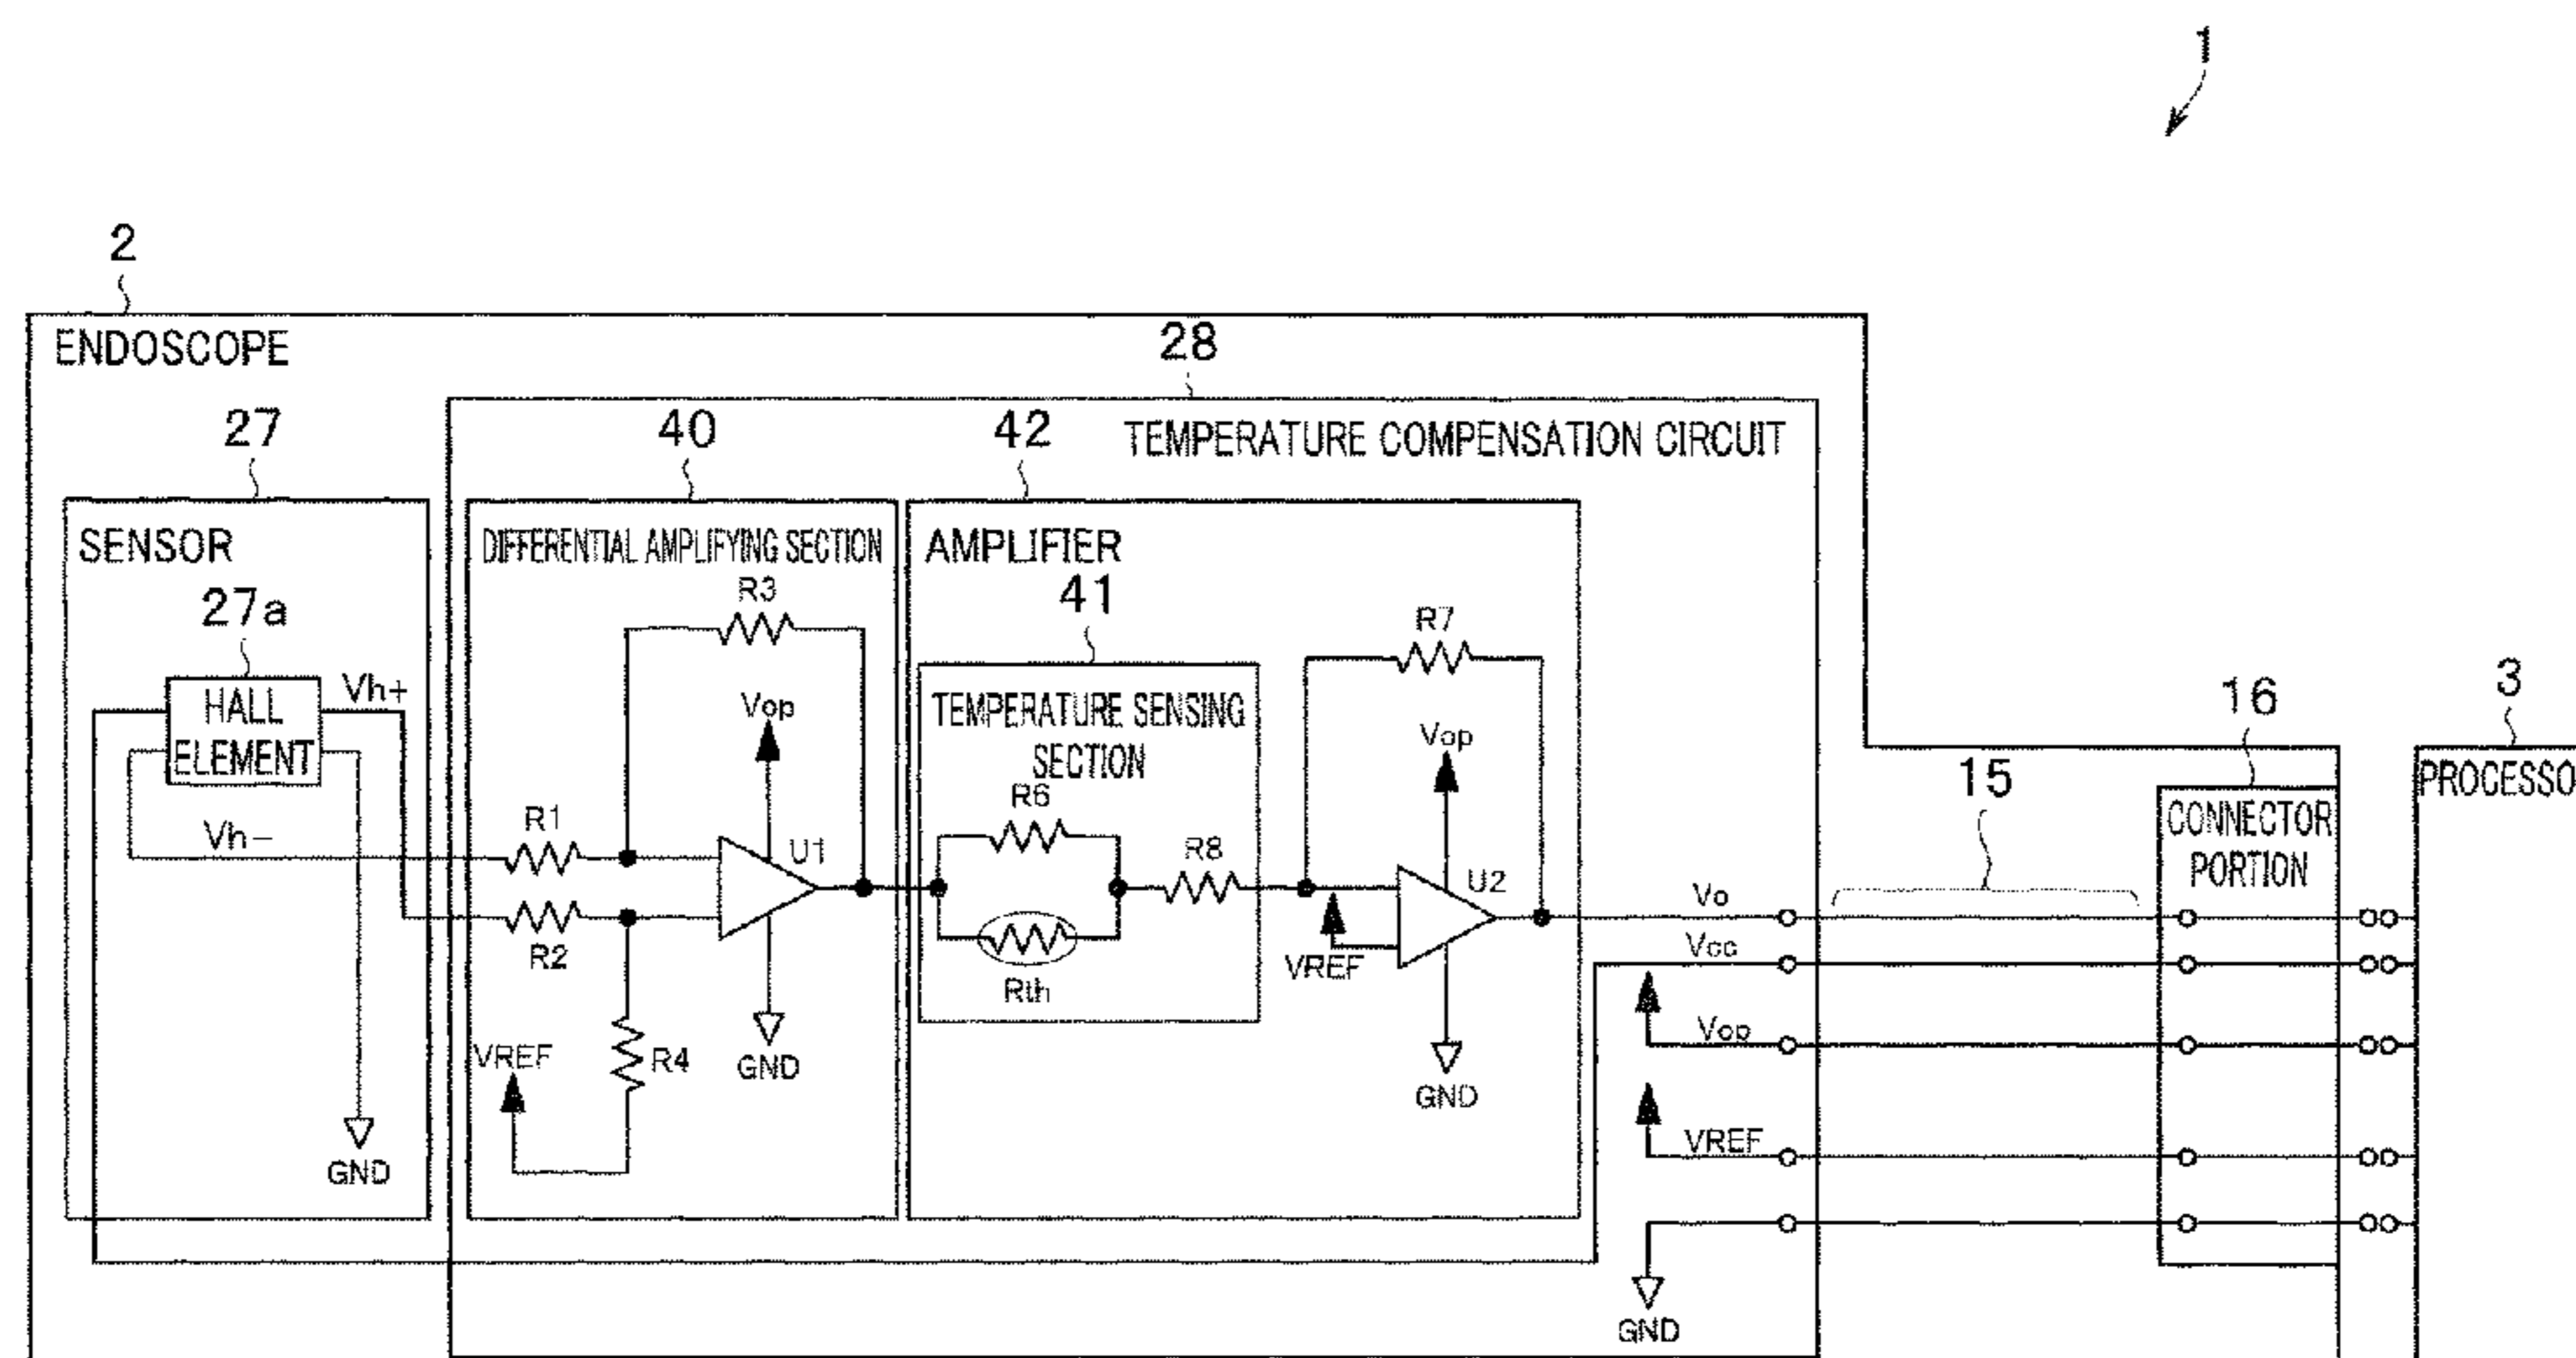 1
2
ENDOSCOPE
28
TEMPERATURE COMPENSATION CIRCUIT
27
40
42
SENSOR
DIFFERENTIAL AMPLIFYING SECTION
AMPLIFIER
27a
R3
41
R7
HALL
ELEMENT
Vh+
Vh−
Vop
TEMPERATURE SENSING
SECTION
Vop
R1
U1
R6
R8
U2
R2
Rth
VREF
VREF
R4
GND
GND
GND
15
16
3
PROCESSO
CONNECTOR
PORTION
Vo
Vcc
Vop
VREF
GND